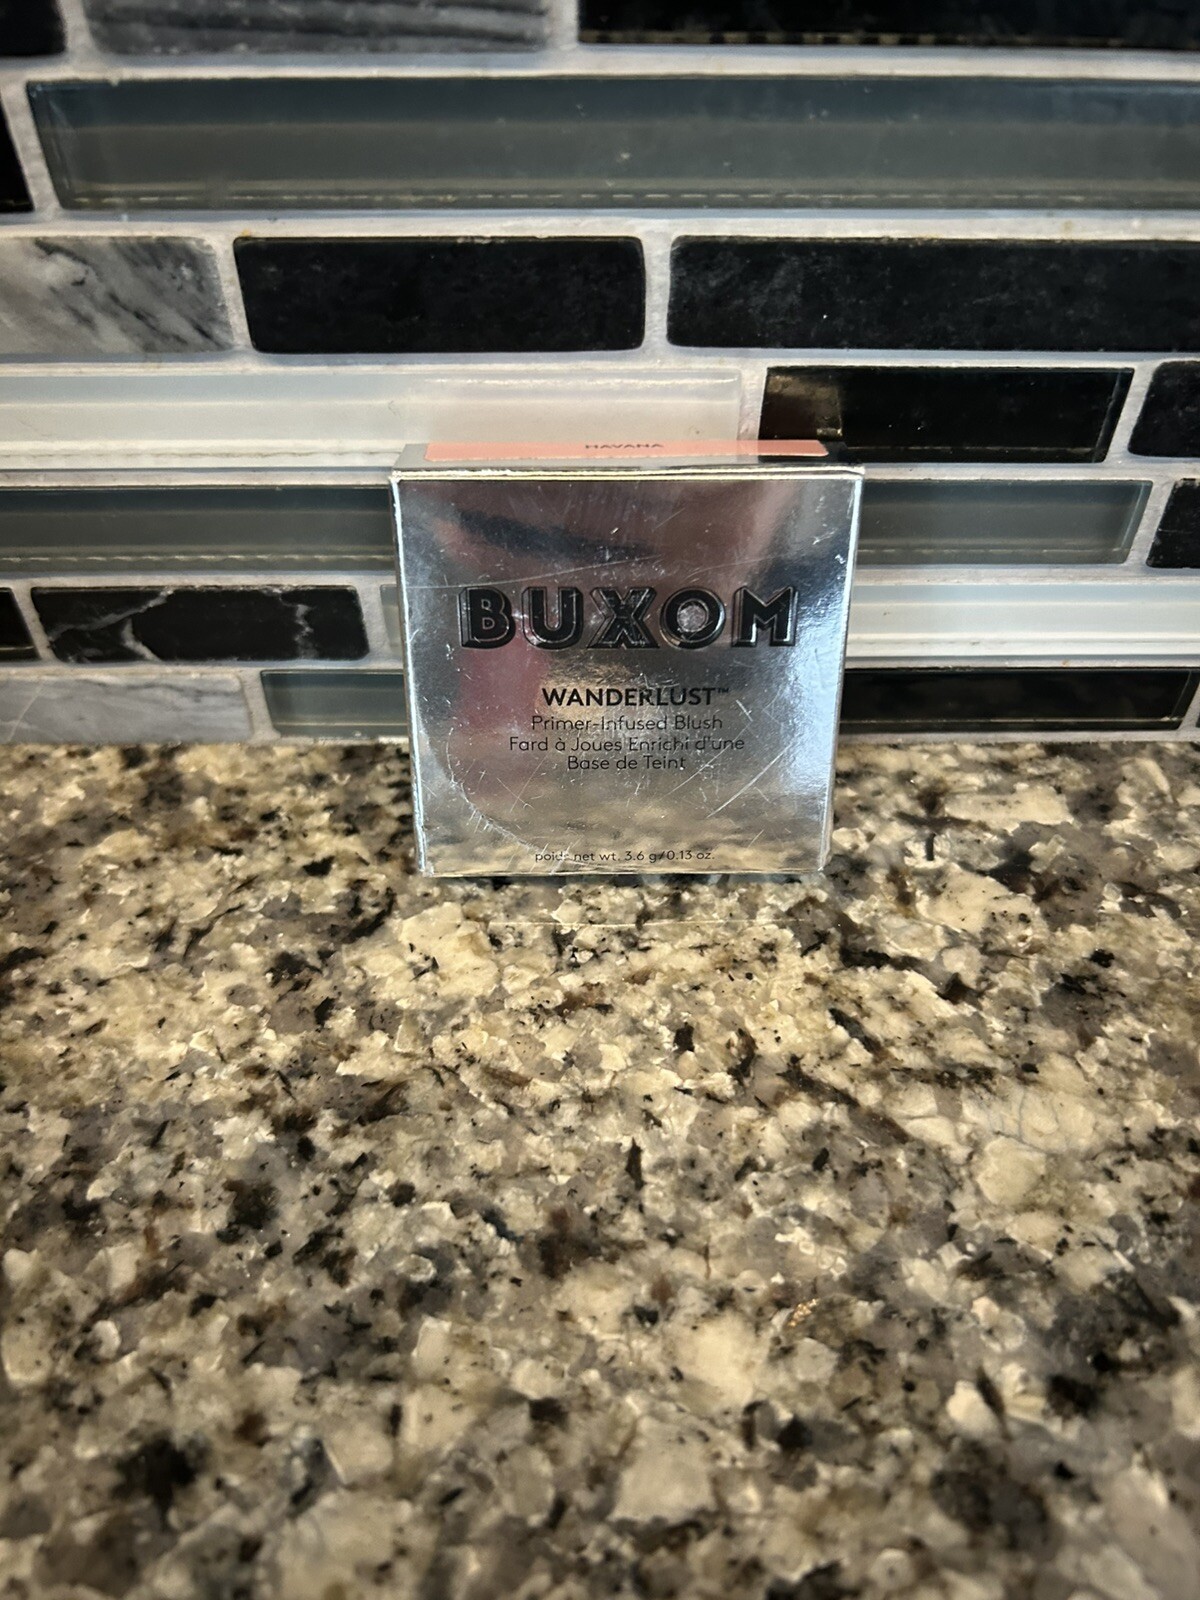 HAVANA
BUXOM
WANDERLUST™
Primer-Infused Blush
Fard à Joues Enrichi d'une
Base de Teint
poids net wt. 3.6 g/0.13 oz.